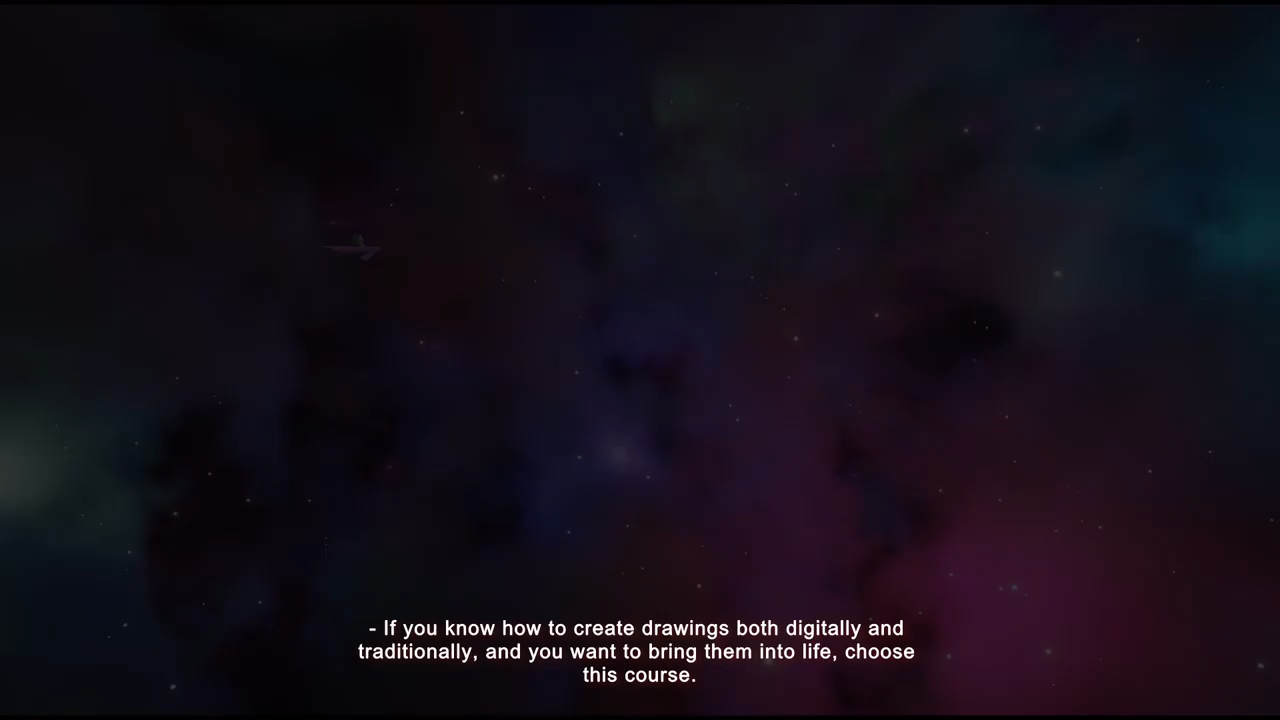 - If you know how to create drawings both digitally and
traditionally, and you want to bring them into life, choose
this course.